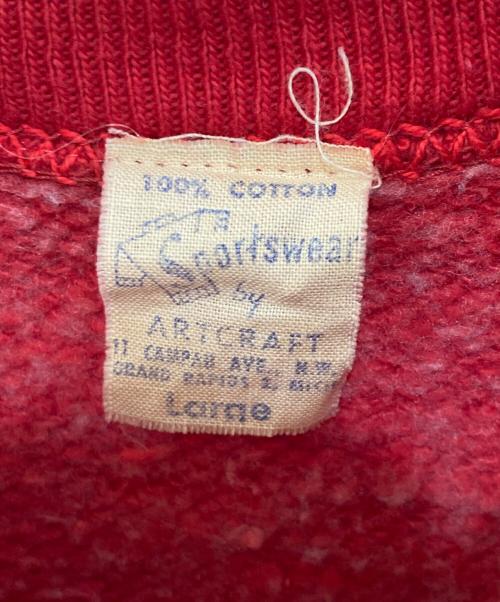 100% COTTON
Sportswear
by
ARTCRAFT
11 CAMPAU AVE., N.W.
GRAND RAPIDS 2, MICH.
Large